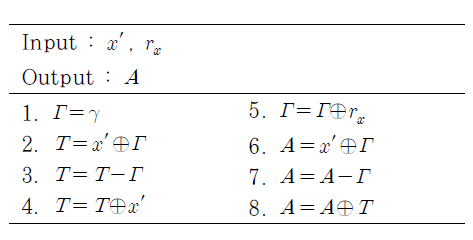 Input : x′, rₓ
Output : A
1. Γ=γ
2. T=x′⊕Γ
3. T=T−Γ
4. T=T⊕x′
5. Γ=Γ⊕rₓ
6. A=x′⊕Γ
7. A=A−Γ
8. A=A⊕T